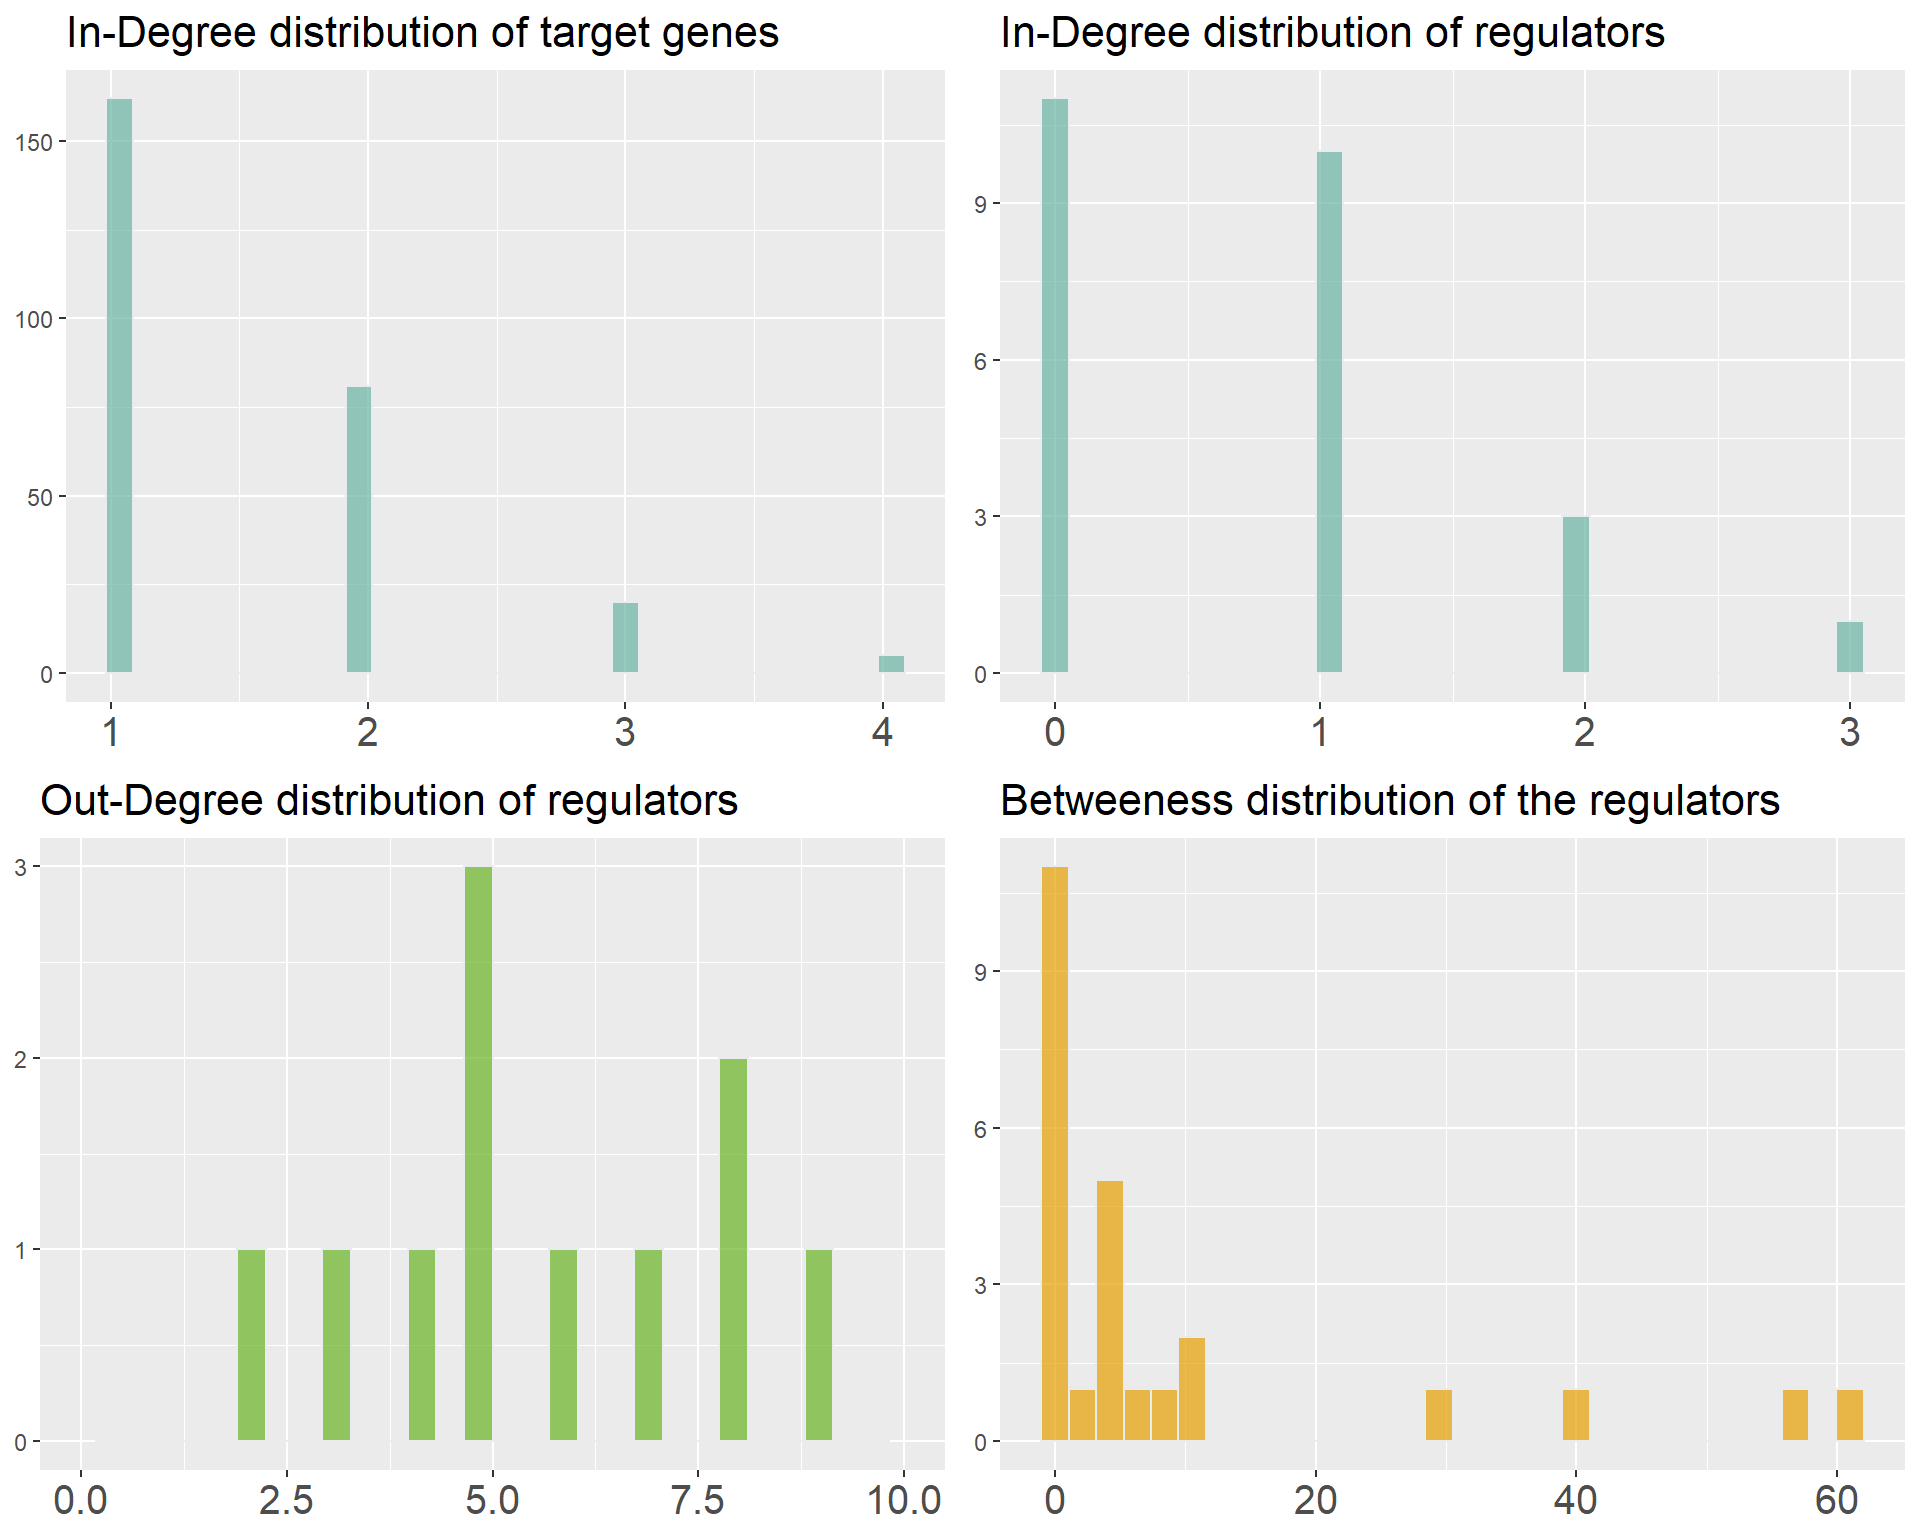 In-Degree distribution of target genes
150
100
50
0
1 2 3 4
In-Degree distribution of regulators
9
6
3
0
0 1 2 3
Out-Degree distribution of regulators
3
2
1
0
0.0 2.5 5.0 7.5 10.0
Betweeness distribution of the regulators
9
6
3
0
0 20 40 60